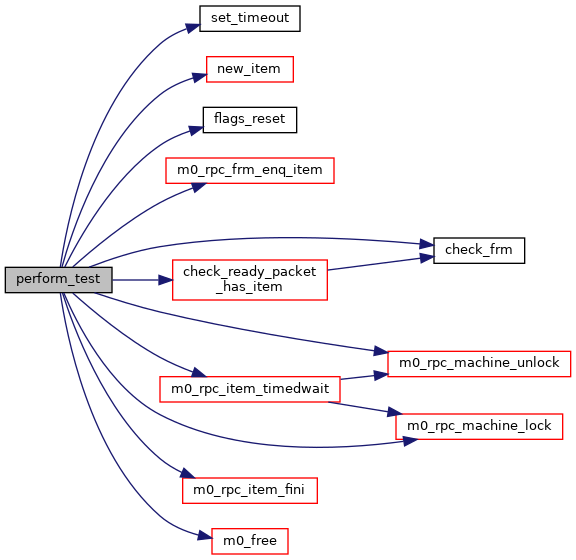 set_timeout
new_item
flags_reset
m0_rpc_frm_enq_item
check_frm
perform_test
check_ready_packet
_has_item
m0_rpc_machine_unlock
m0_rpc_item_timedwait
m0_rpc_machine_lock
m0_rpc_item_fini
m0_free